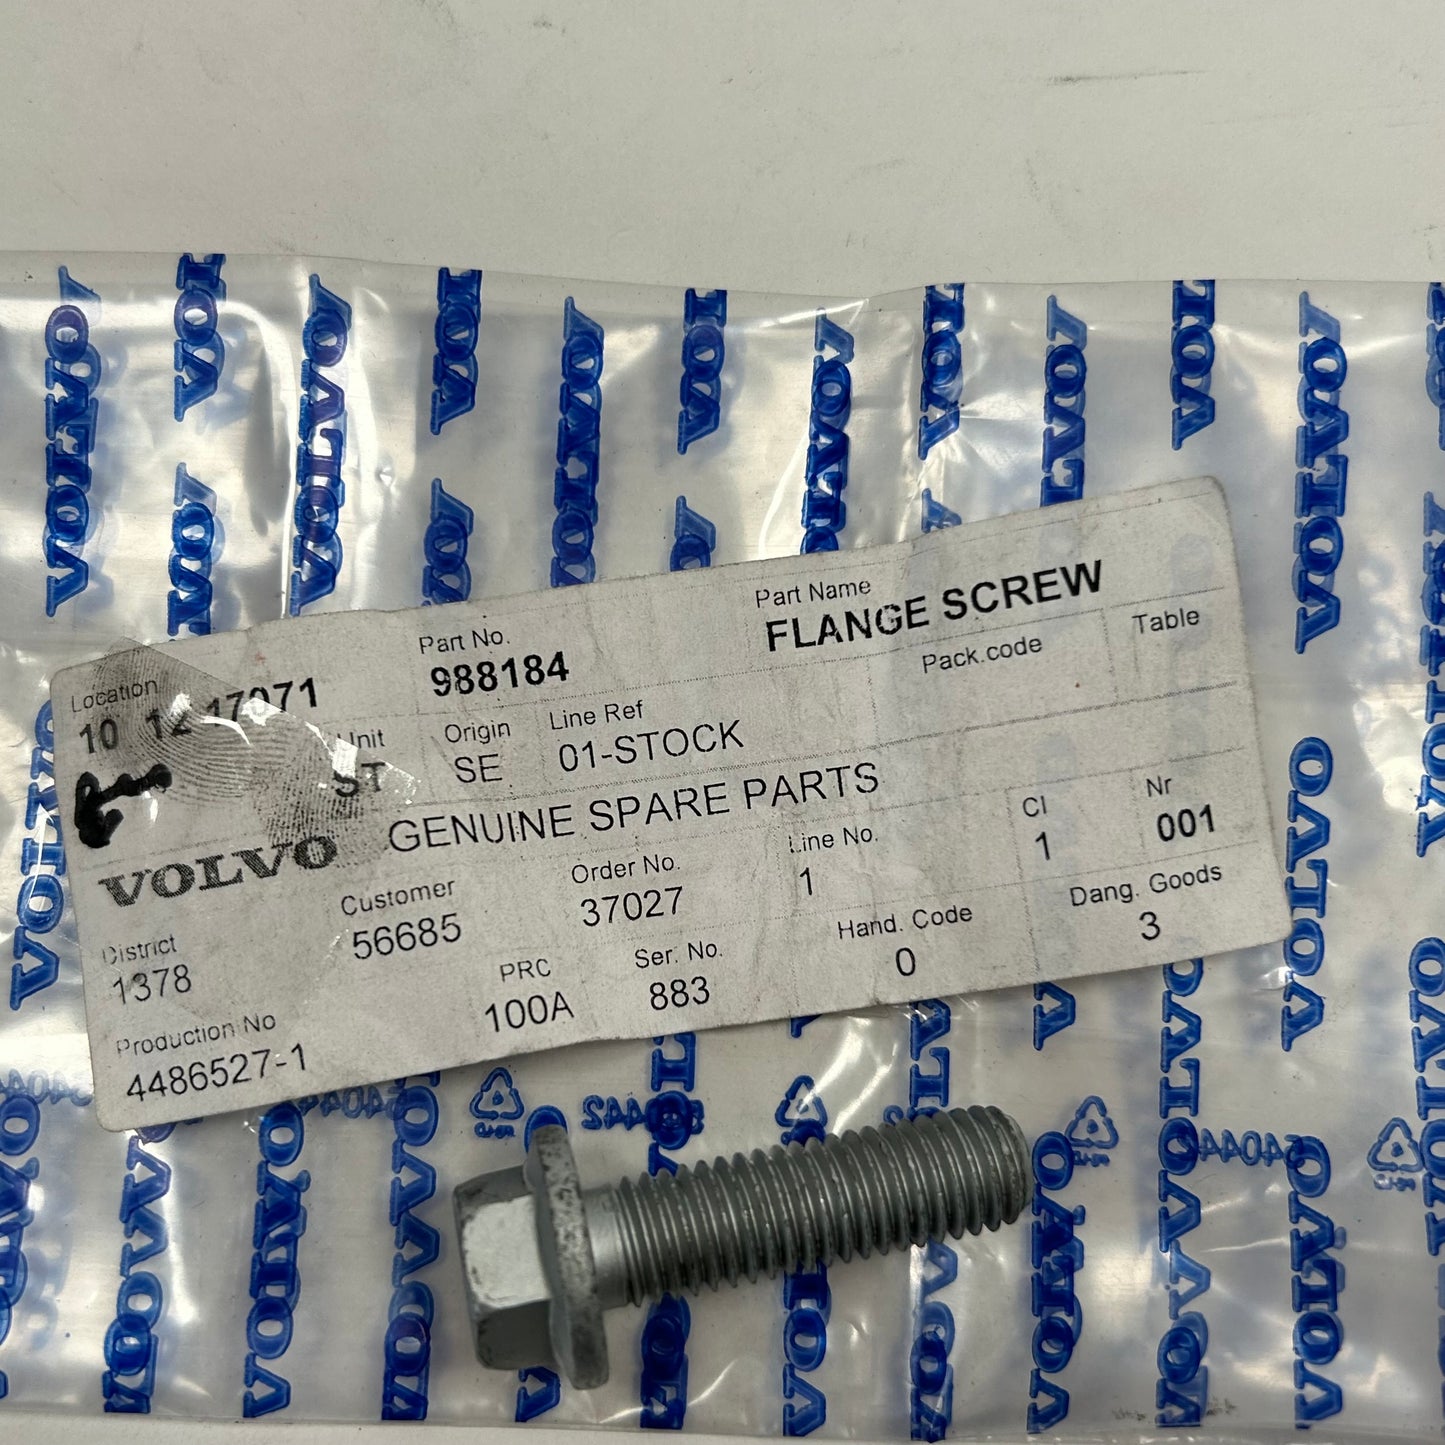 Location
10 12 17071
Part No.
988184
Part Name
FLANGE SCREW
Unit
ST
Origin
SE
Line Ref
01-STOCK
Pack.code
Table
VOLVO GENUINE SPARE PARTS
District
1378
Customer
56685
Order No.
37027
Line No.
1
CI
1
Nr
001
Production No
4486527-1
PRC
100A
Ser. No.
883
Hand. Code
0
Dang. Goods
3
VOLVO